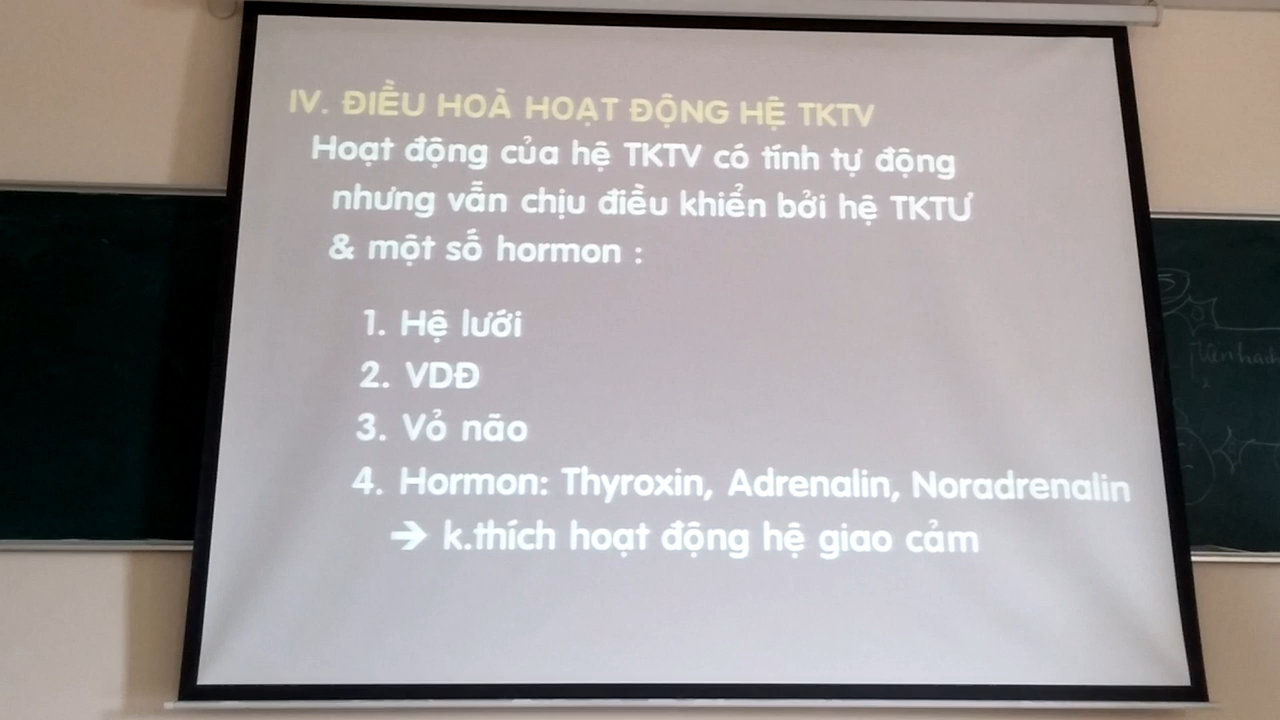 IV. ĐIỀU HOÀ HOẠT ĐỘNG HỆ TKTV
Hoạt động của hệ TKTV có tính tự động
nhưng vẫn chịu điều khiển bởi hệ TKTƯ
& một số hormon :
1. Hệ lưới
2. VDĐ
3. Vỏ não
4. Hormon: Thyroxin, Adrenalin, Noradrenalin
➔ k.thích hoạt động hệ giao cảm